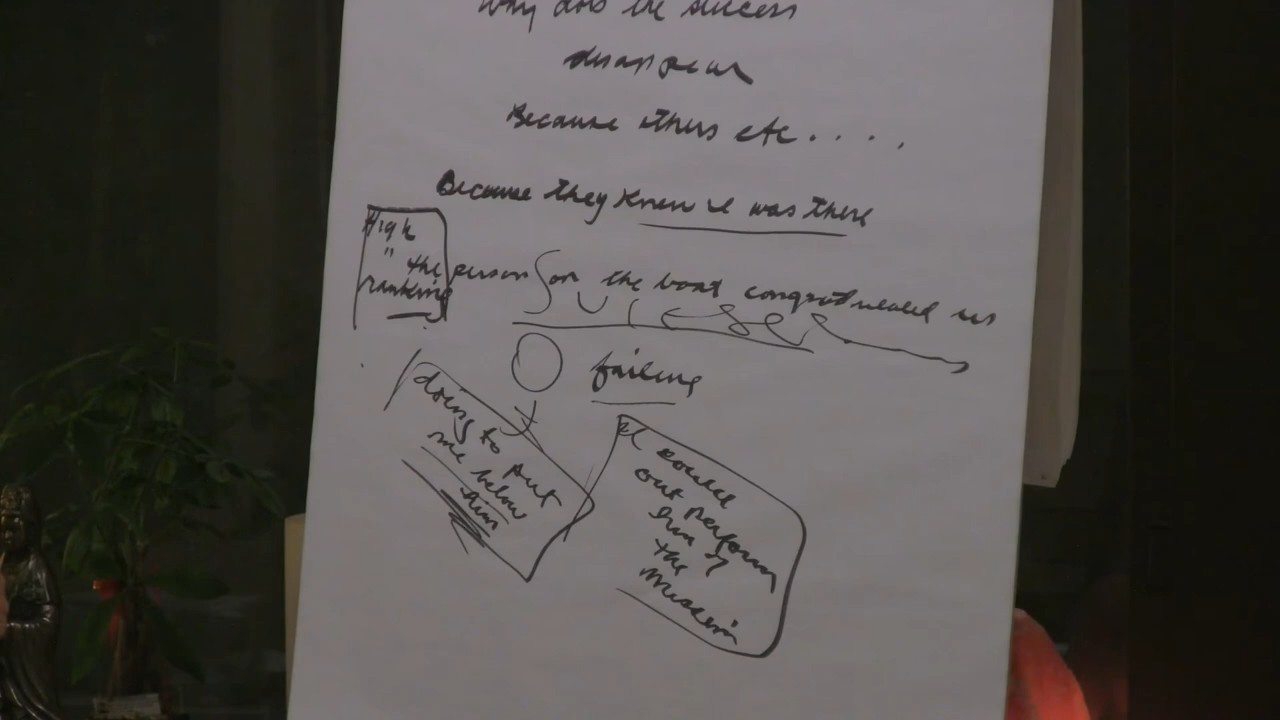 Why does the success
disappear
Because others etc.....
Because they knew I was there
High
" the
ranking
person on the boat congratulated us
failing
doing to put
me below
him
I could
out perform
him of
the
mission